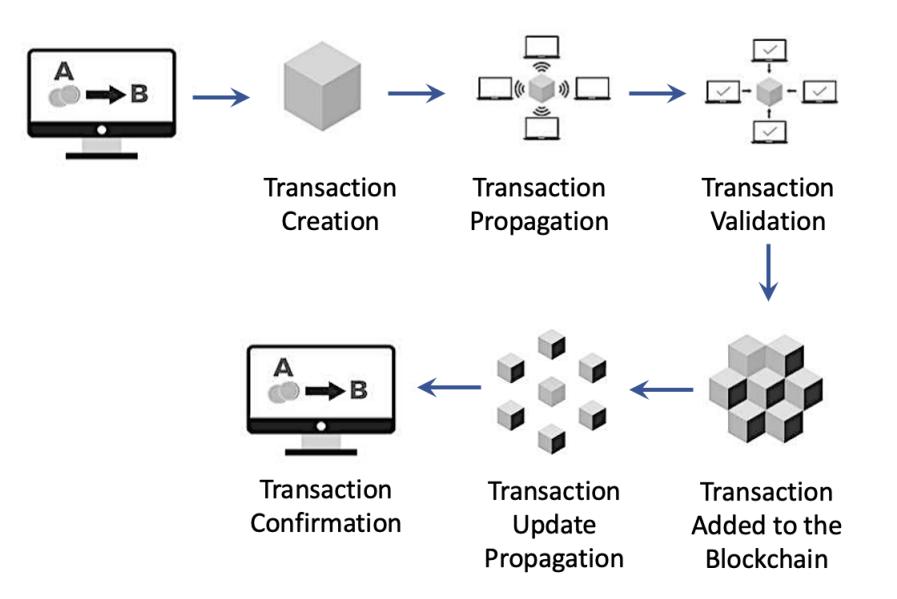 A
B
Transaction
Creation
Transaction
Propagation
Transaction
Validation
A
B
Transaction
Confirmation
Transaction
Update
Propagation
Transaction
Added to the
Blockchain